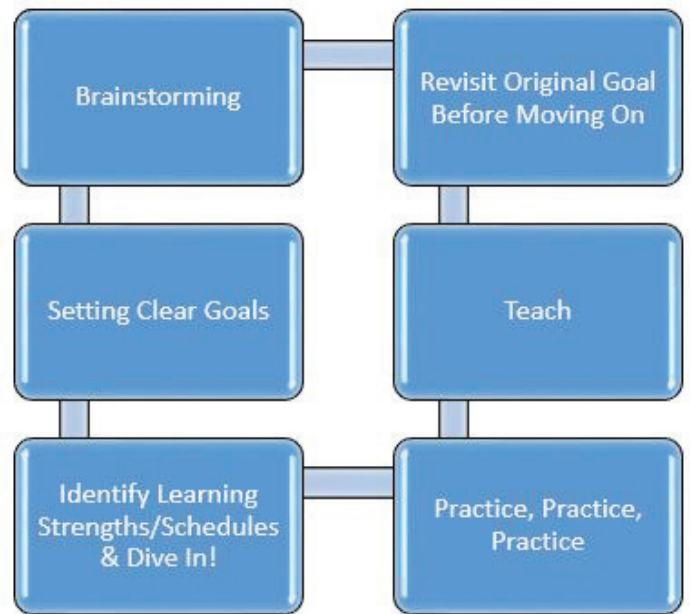 Brainstorming
Revisit Original Goal
Before Moving On
Setting Clear Goals
Teach
Identify Learning
Strengths/Schedules
& Dive In!
Practice, Practice,
Practice